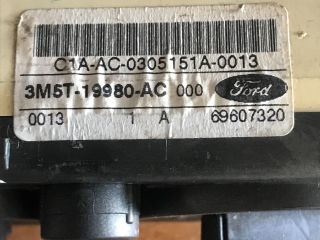 C1A-AC-0305151A-0013
3M5T-19980-AC 000 Ford
0013 1 A 69607320